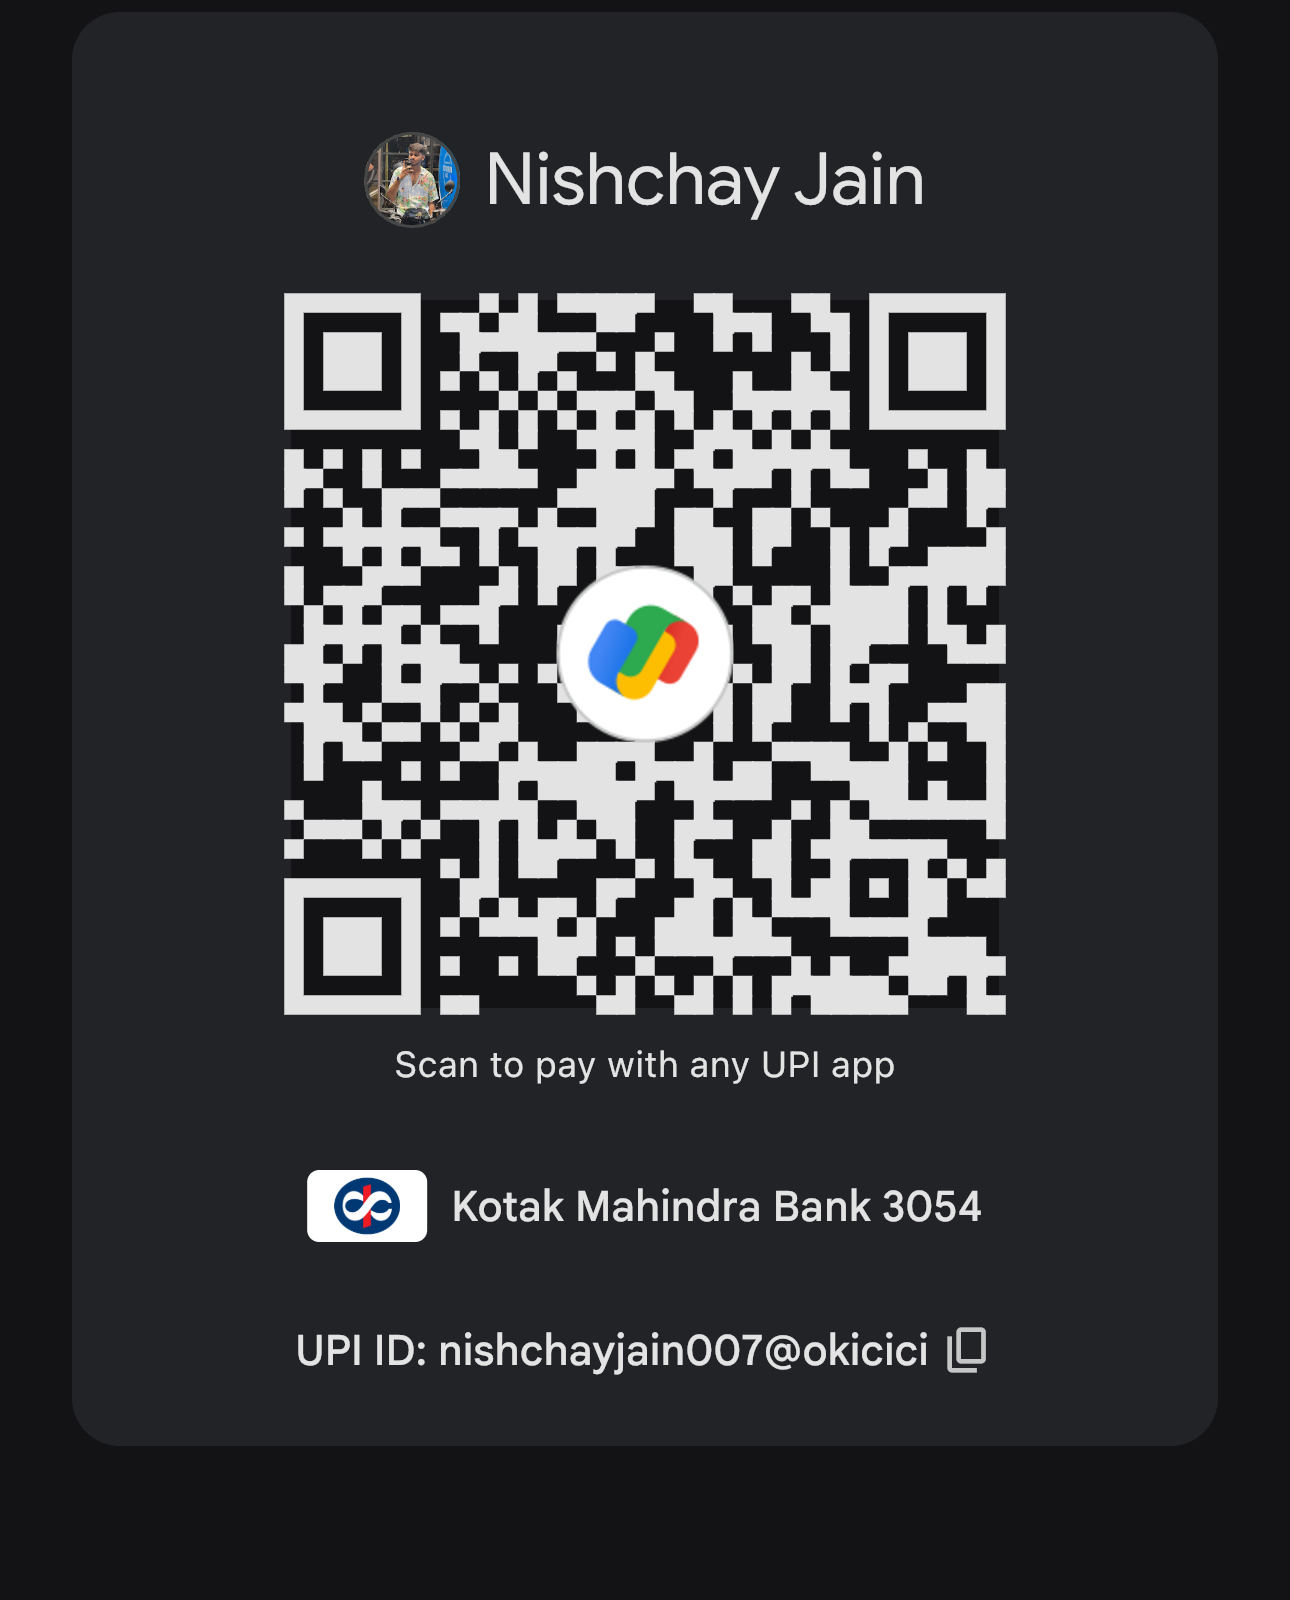 Nishchay Jain
Scan to pay with any UPI app
Kotak Mahindra Bank 3054
UPI ID: nishchayjain007@okicici